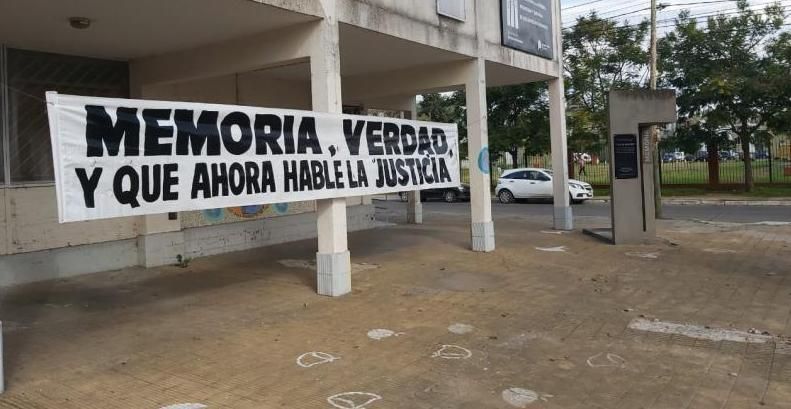 MEMORIA, VERDAD,
Y QUE AHORA HABLE LA JUSTICIA